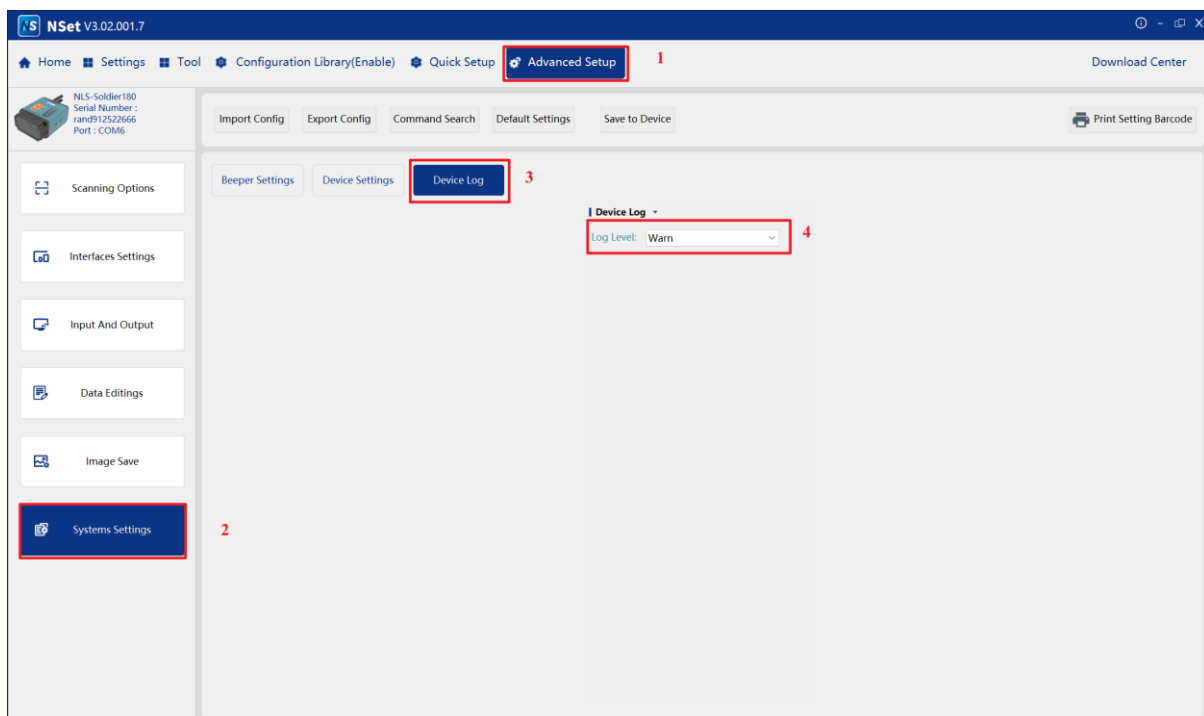 NS NSet V3.02.001.7
Home Settings Tool Configuration Library(Enable) Quick Setup Advanced Setup 1 Download Center
NLS-Soldier180
Serial Number :
rand912522666
Port : COM6
Import Config Export Config Command Search Default Settings Save to Device Print Setting Barcode
Scanning Options
Interfaces Settings
Input And Output
Data Editings
Image Save
Systems Settings 2
Beeper Settings Device Settings Device Log 3
Device Log
Log Level: Warn 4